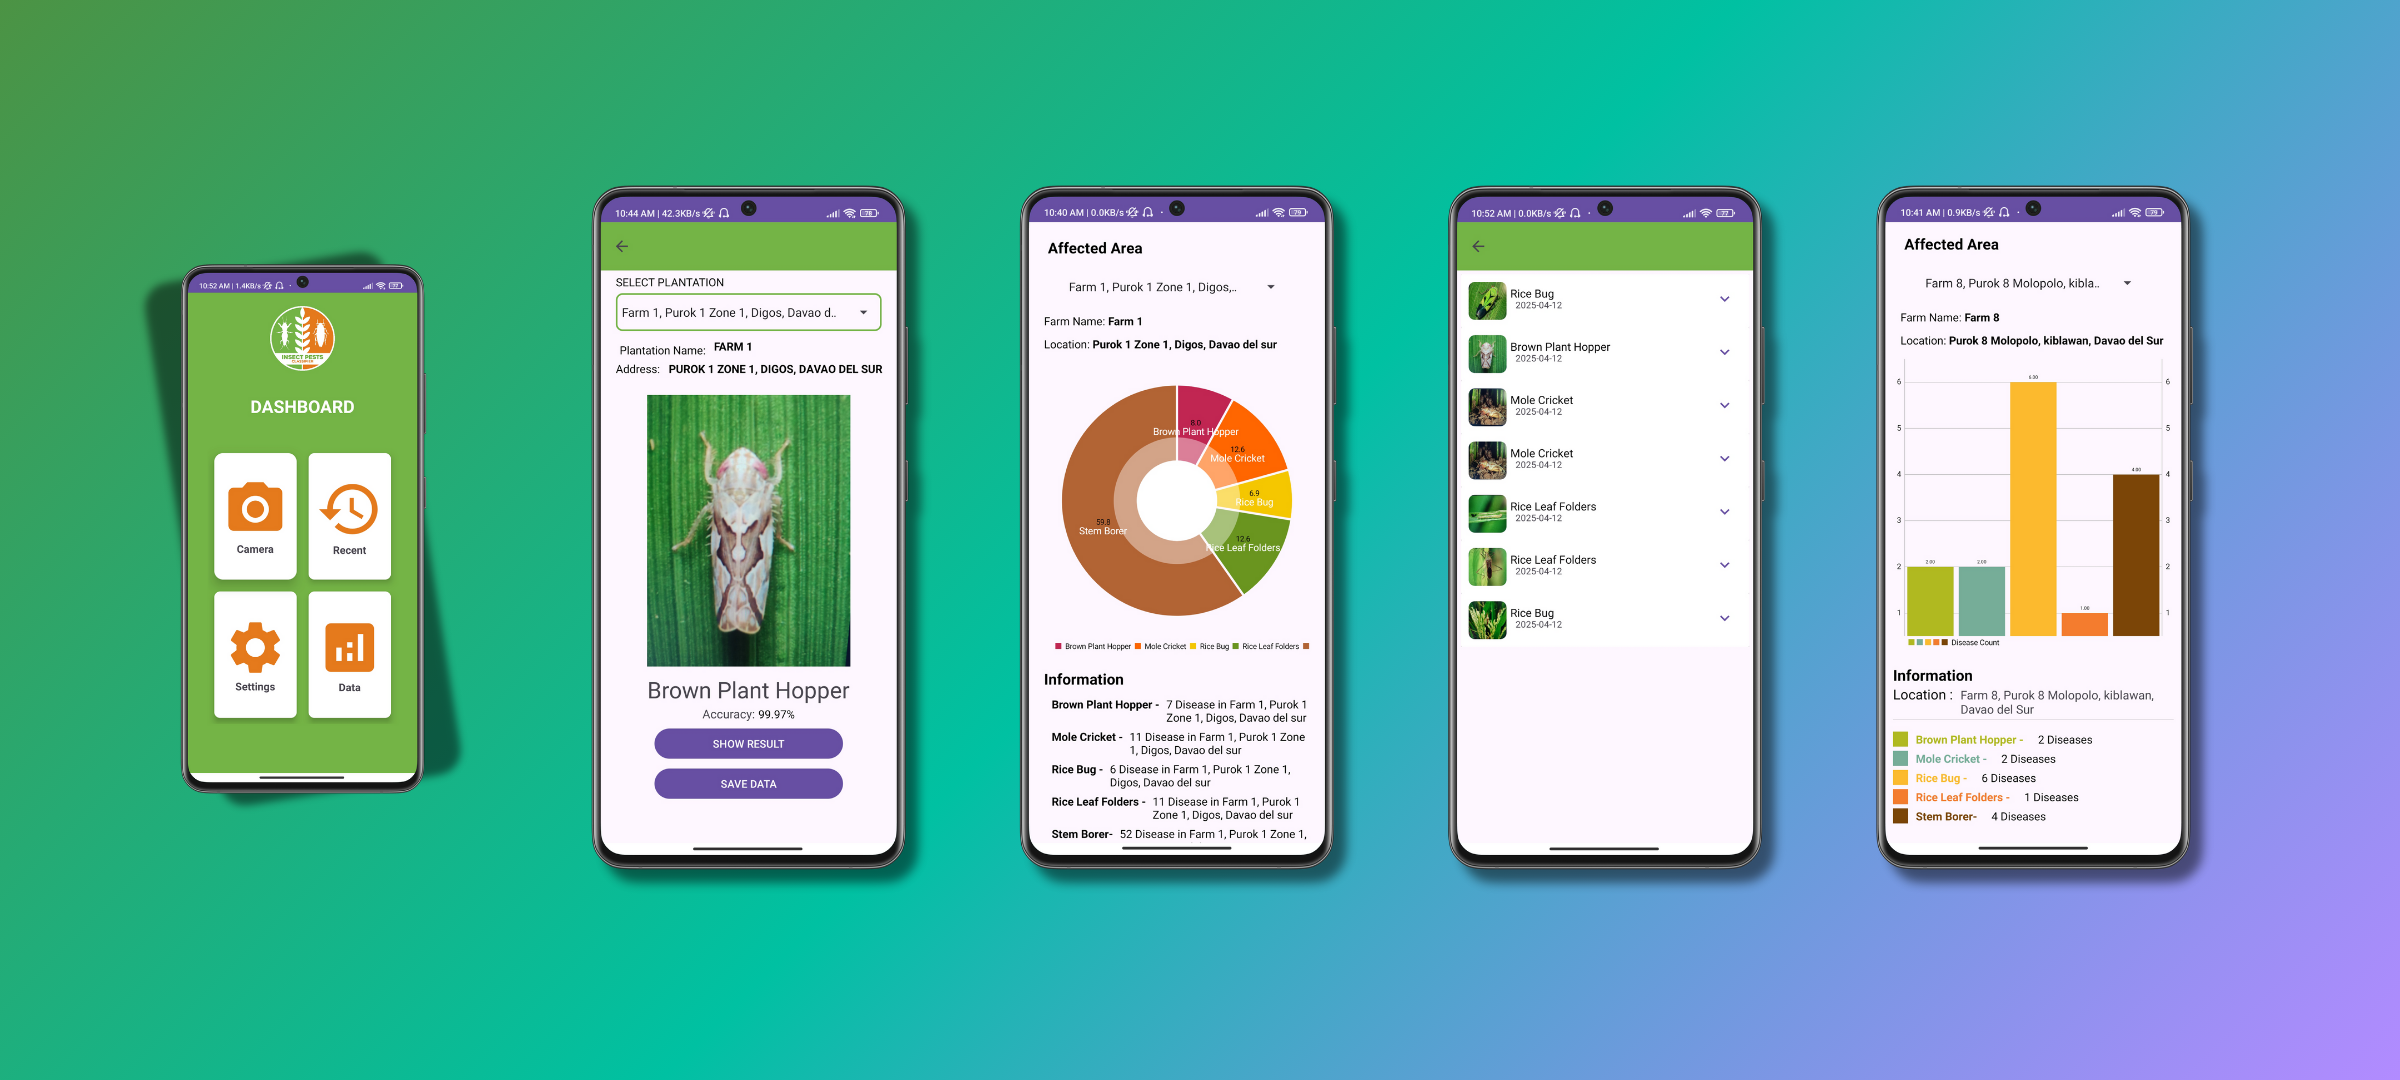 10:52 AM | 1.4KB/s
77
INSECT PESTS
CLASSIFIER
DASHBOARD
Camera
Recent
Settings
Data
10:44 AM | 42.3KB/s
78
SELECT PLANTATION
Farm 1, Purok 1 Zone 1, Digos, Davao d..
Plantation Name: FARM 1
Address: PUROK 1 ZONE 1, DIGOS, DAVAO DEL SUR
Brown Plant Hopper
Accuracy: 99.97%
SHOW RESULT
SAVE DATA
10:40 AM | 0.0KB/s
79
Affected Area
Farm 1, Purok 1 Zone 1, Digos,..
Farm Name: Farm 1
Location: Purok 1 Zone 1, Digos, Davao del sur
8.0
Brown Plant Hopper
12.6
Mole Cricket
6.9
Rice Bug
59.8
Stem Borer
12.6
Rice Leaf Folders
Brown Plant Hopper Mole Cricket Rice Bug Rice Leaf Folders
Information
Brown Plant Hopper - 7 Disease in Farm 1, Purok 1
Zone 1, Digos, Davao del sur
Mole Cricket - 11 Disease in Farm 1, Purok 1 Zone
1, Digos, Davao del sur
Rice Bug - 6 Disease in Farm 1, Purok 1 Zone 1,
Digos, Davao del sur
Rice Leaf Folders - 11 Disease in Farm 1, Purok 1
Zone 1, Digos, Davao del sur
Stem Borer- 52 Disease in Farm 1, Purok 1 Zone 1,
10:52 AM | 0.0KB/s
77
Rice Bug
2025-04-12
Brown Plant Hopper
2025-04-12
Mole Cricket
2025-04-12
Mole Cricket
2025-04-12
Rice Leaf Folders
2025-04-12
Rice Leaf Folders
2025-04-12
Rice Bug
2025-04-12
10:41 AM | 0.9KB/s
79
Affected Area
Farm 8, Purok 8 Molopolo, kibla..
Farm Name: Farm 8
Location: Purok 8 Molopolo, kiblawan, Davao del Sur
6 6.00 6
5 5
4 4.00 4
3 3
2 2.00 2.00 2
1 1.00 1
Disease Count
Information
Location : Farm 8, Purok 8 Molopolo, kiblawan,
Davao del Sur
Brown Plant Hopper - 2 Diseases
Mole Cricket - 2 Diseases
Rice Bug - 6 Diseases
Rice Leaf Folders - 1 Diseases
Stem Borer- 4 Diseases